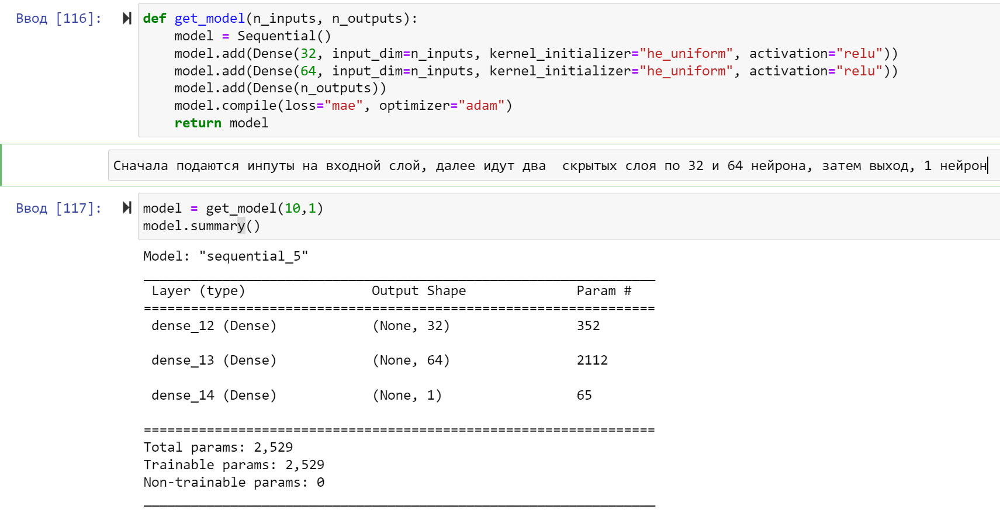 Ввод [116]:
def get_model(n_inputs, n_outputs):
    model = Sequential()
    model.add(Dense(32, input_dim=n_inputs, kernel_initializer="he_uniform", activation="relu"))
    model.add(Dense(64, input_dim=n_inputs, kernel_initializer="he_uniform", activation="relu"))
    model.add(Dense(n_outputs))
    model.compile(loss="mae", optimizer="adam")
    return model
Сначала подаются инпуты на входной слой, далее идут два  скрытых слоя по 32 и 64 нейрона, затем выход, 1 нейрон
Ввод [117]:
model = get_model(10,1)
model.summary()
Model: "sequential_5"
_________________________________________________________________
 Layer (type)                Output Shape              Param #
=================================================================
 dense_12 (Dense)            (None, 32)                352
 dense_13 (Dense)            (None, 64)                2112
 dense_14 (Dense)            (None, 1)                 65
=================================================================
Total params: 2,529
Trainable params: 2,529
Non-trainable params: 0
_________________________________________________________________